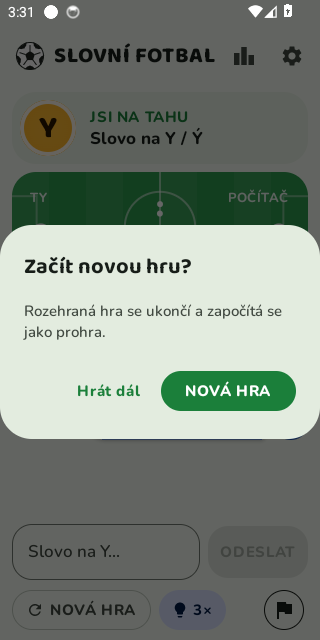 3:31
SLOVNÍ FOTBAL
Y
JSI NA TAHU
Slovo na Y / Ý
TY
POČÍTAČ
Začít novou hru?
Rozehraná hra se ukončí a započítá se
jako prohra.
Hrát dál
NOVÁ HRA
Slovo na Y...
ODESLAT
NOVÁ HRA
3×